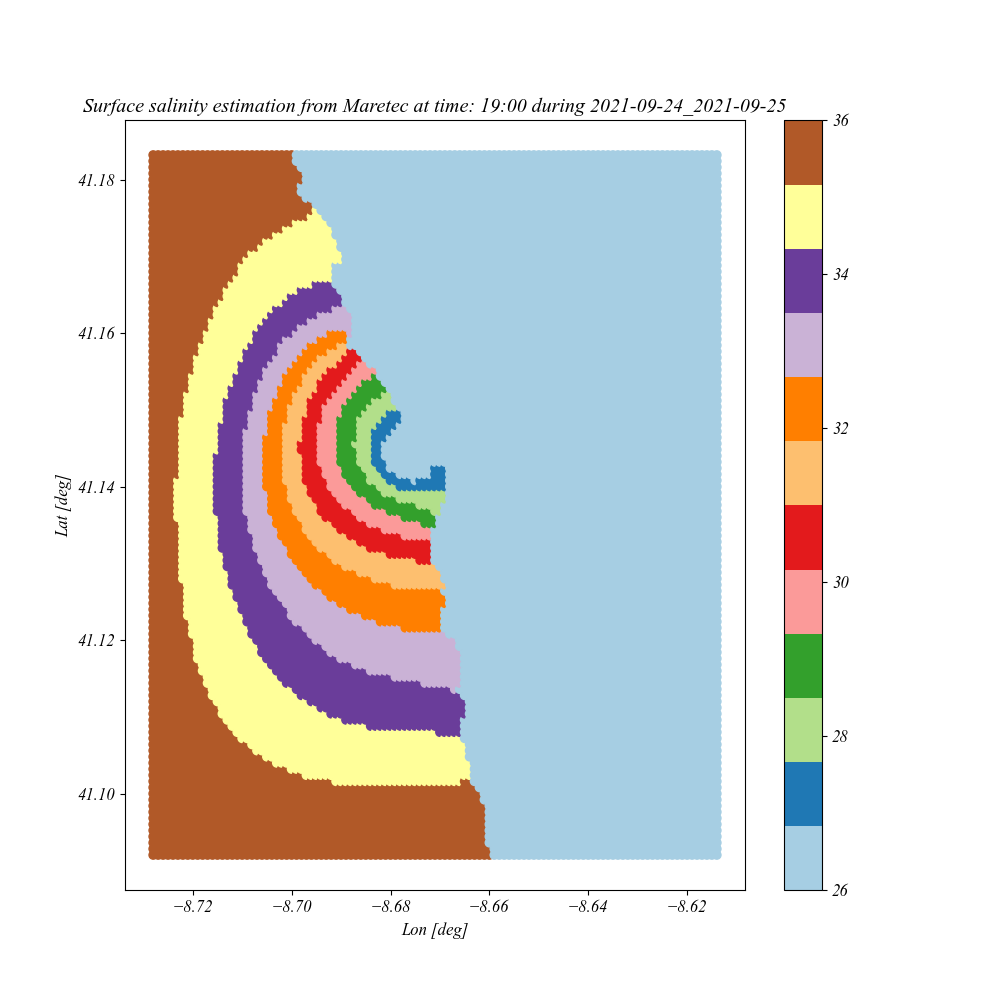 Surface salinity estimation from Maretec at time: 19:00 during 2021-09-24_2021-09-25
36
34
32
30
28
26
41.18
41.16
41.14
41.12
41.10
Lat [deg]
−8.72 −8.70 −8.68 −8.66 −8.64 −8.62
Lon [deg]